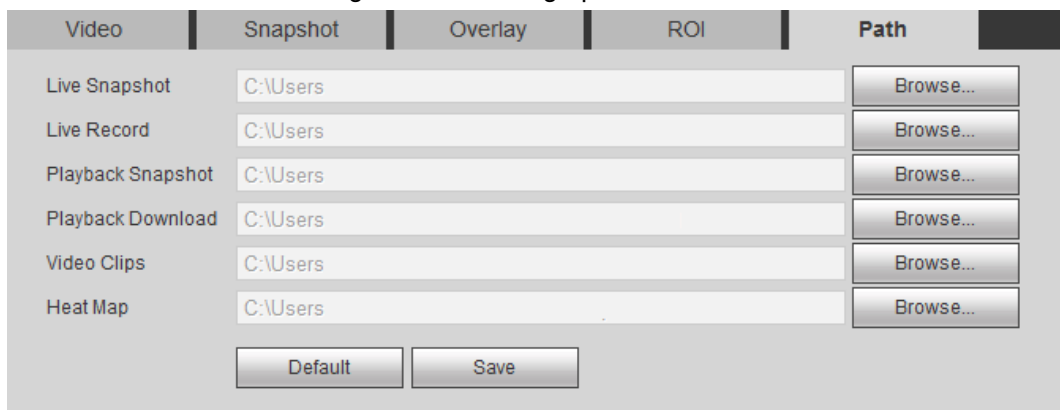 Video Snapshot Overlay ROI Path
Live Snapshot C:\Users Browse...
Live Record C:\Users Browse...
Playback Snapshot C:\Users Browse...
Playback Download C:\Users Browse...
Video Clips C:\Users Browse...
Heat Map C:\Users Browse...
Default Save